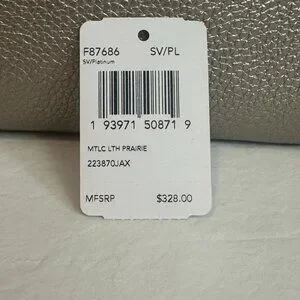 F87686 SV/PL
SV/Platinum
1 93971 50871 9
MTLC LTH PRAIRIE
223870JAX
MFSRP $328.00